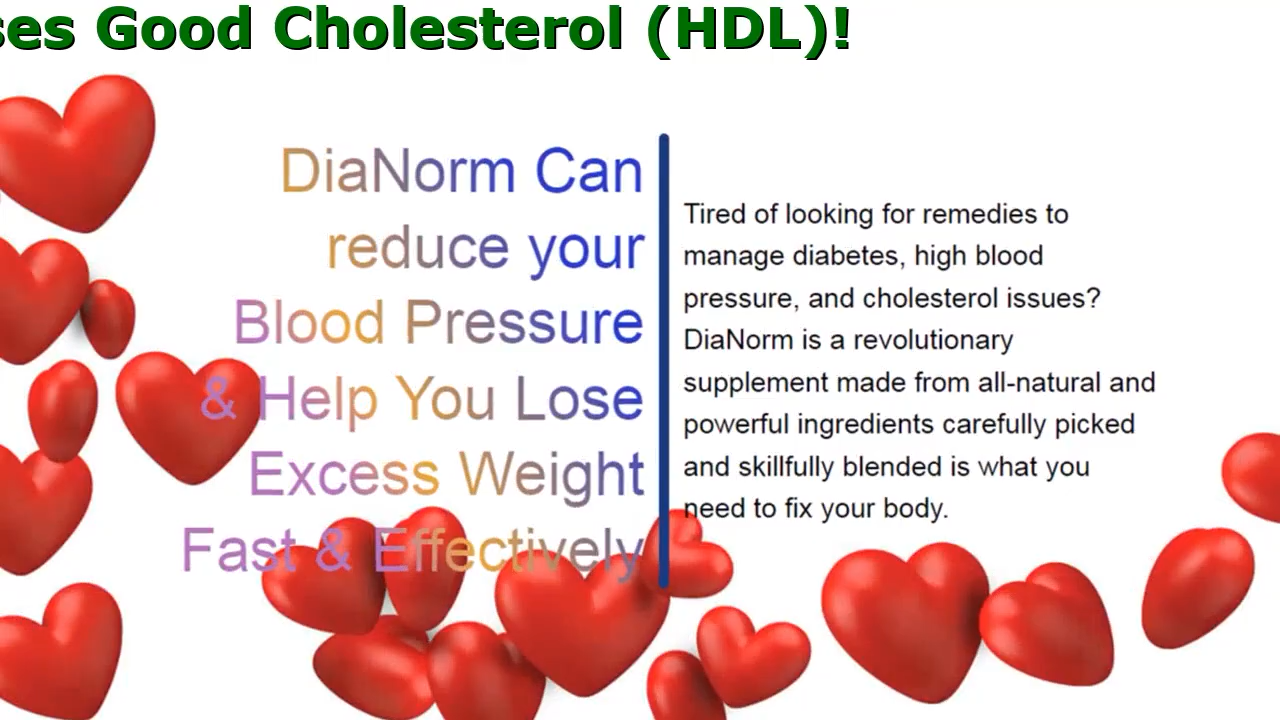 ses Good Cholesterol (HDL)!
DiaNorm Can
reduce your
Blood Pressure
& Help You Lose
Excess Weight
Fast & Effectively
Tired of looking for remedies to
manage diabetes, high blood
pressure, and cholesterol issues?
DiaNorm is a revolutionary
supplement made from all-natural and
powerful ingredients carefully picked
and skillfully blended is what you
need to fix your body.